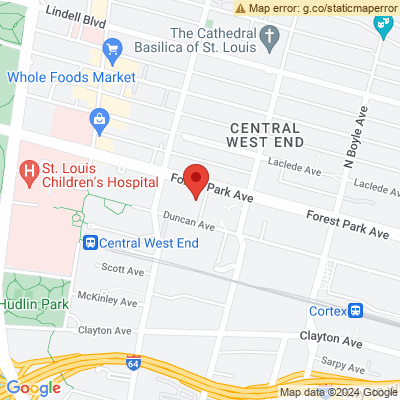 Map error: g.co/staticmaperror
Lindell Blvd
The Cathedral
Basilica of St. Louis
Whole Foods Market
N Boyle Ave
CENTRAL
WEST END
Laclede Ave
Laclede Ave
St. Louis
Children's Hospital
Forest Park Ave
Forest Park Ave
Duncan Ave
Central West End
Scott Ave
McKinley Ave
Hudlin Park
Cortex
Clayton Ave
Clayton Ave
64
Sarpy Ave
Google
Map data ©2024 Google